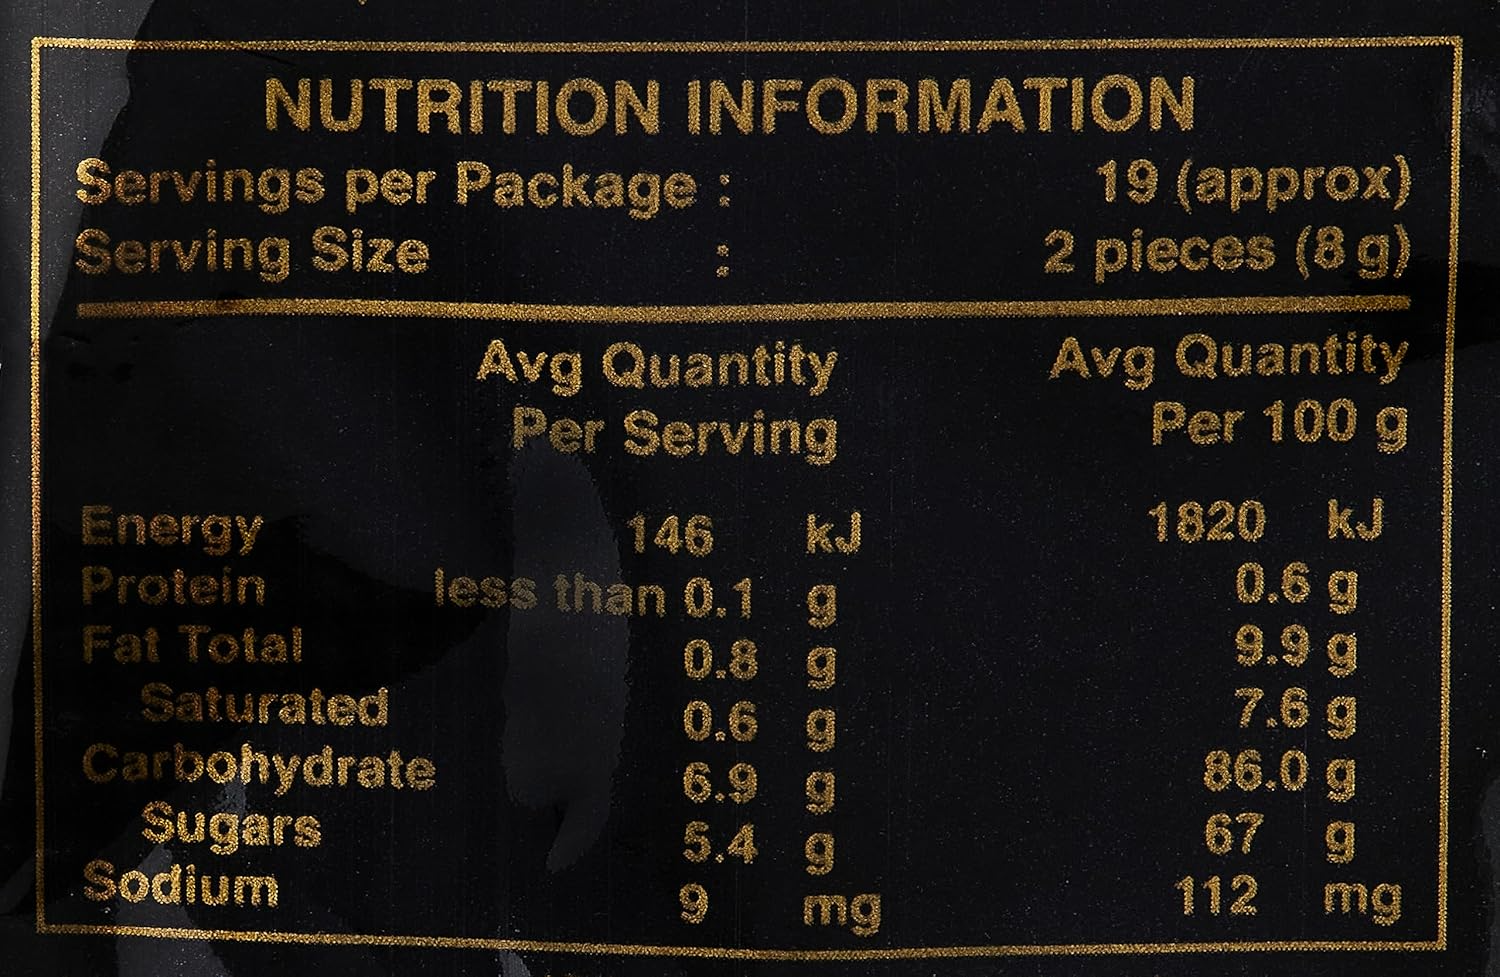 NUTRITION INFORMATION
Servings per Package : 19 (approx)
Serving Size : 2 pieces (8 g)
Avg Quantity Avg Quantity
Per Serving Per 100 g
Energy 146 kJ 1820 kJ
Protein less than 0.1 g 0.6 g
Fat Total 0.8 g 9.9 g
Saturated 0.6 g 7.6 g
Carbohydrate 6.9 g 86.0 g
Sugars 5.4 g 67 g
Sodium 9 mg 112 mg